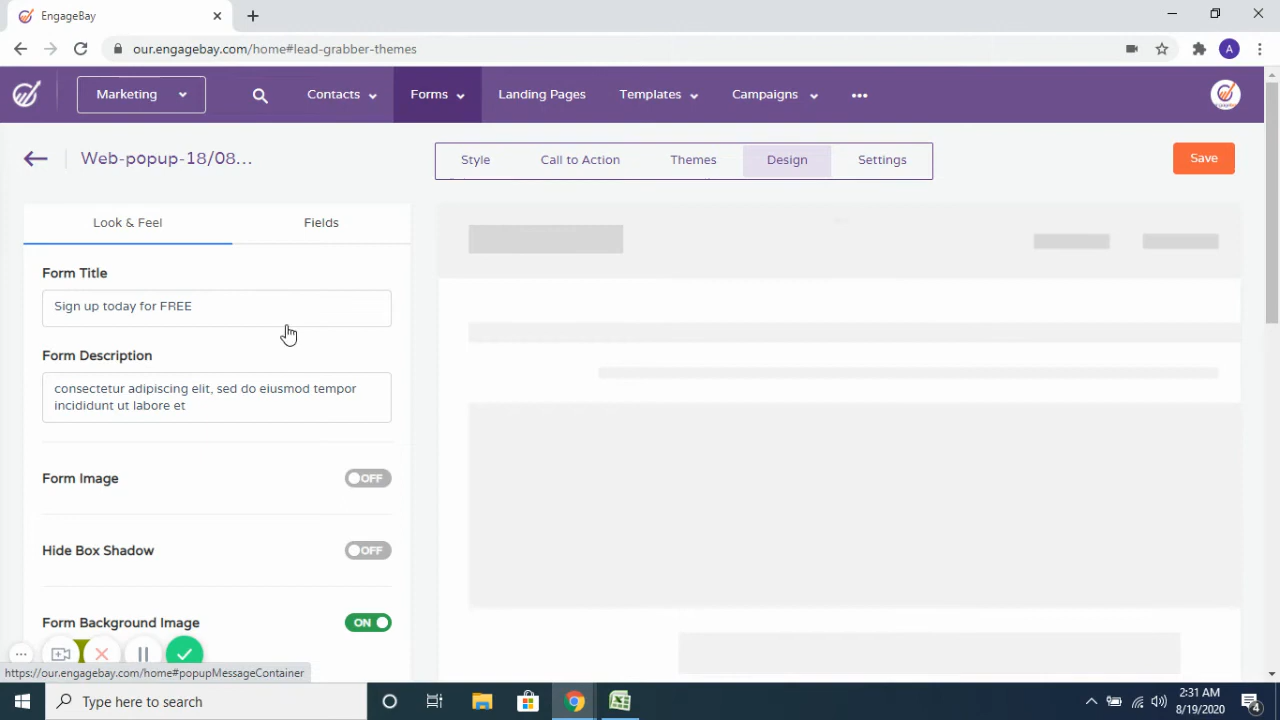 EngageBay
our.engagebay.com/home#lead-grabber-themes
A
Marketing
Contacts
Forms
Landing Pages
Templates
Campaigns
Web-popup-18/08...
Style
Call to Action
Themes
Design
Settings
Save
Look & Feel
Fields
Form Title
Sign up today for FREE
Form Description
consectetur adipiscing elit, sed do eiusmod tempor
incididunt ut labore et
Form Image
OFF
Hide Box Shadow
OFF
Form Background Image
ON
https://our.engagebay.com/home#popupMessageContainer
Type here to search
2:31 AM
8/19/2020
4